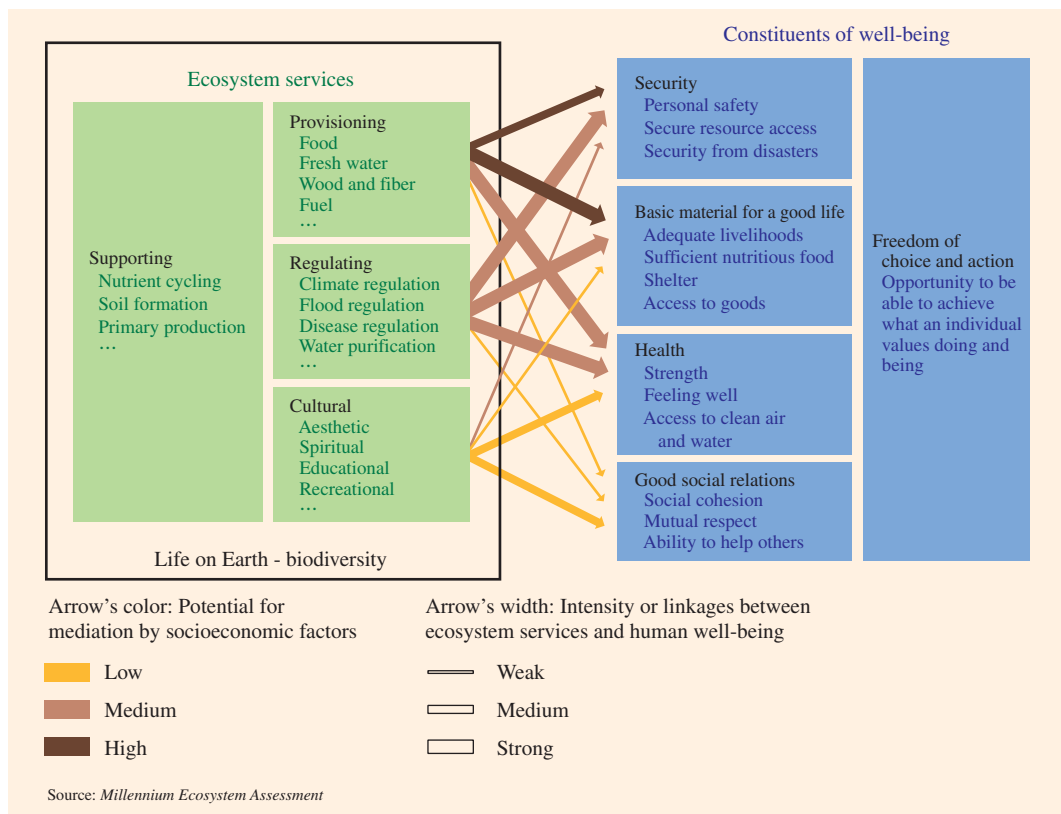 Constituents of well-being
Ecosystem services
Supporting
Nutrient cycling
Soil formation
Primary production
...
Provisioning
Food
Fresh water
Wood and fiber
Fuel
...
Regulating
Climate regulation
Flood regulation
Disease regulation
Water purification
...
Cultural
Aesthetic
Spiritual
Educational
Recreational
...
Life on Earth - biodiversity
Security
Personal safety
Secure resource access
Security from disasters
Basic material for a good life
Adequate livelihoods
Sufficient nutritious food
Shelter
Access to goods
Health
Strength
Feeling well
Access to clean air
and water
Good social relations
Social cohesion
Mutual respect
Ability to help others
Freedom of
choice and action
Opportunity to be
able to achieve
what an individual
values doing and
being
Arrow's color: Potential for
mediation by socioeconomic factors
Low
Medium
High
Arrow's width: Intensity or linkages between
ecosystem services and human well-being
Weak
Medium
Strong
Source: Millennium Ecosystem Assessment